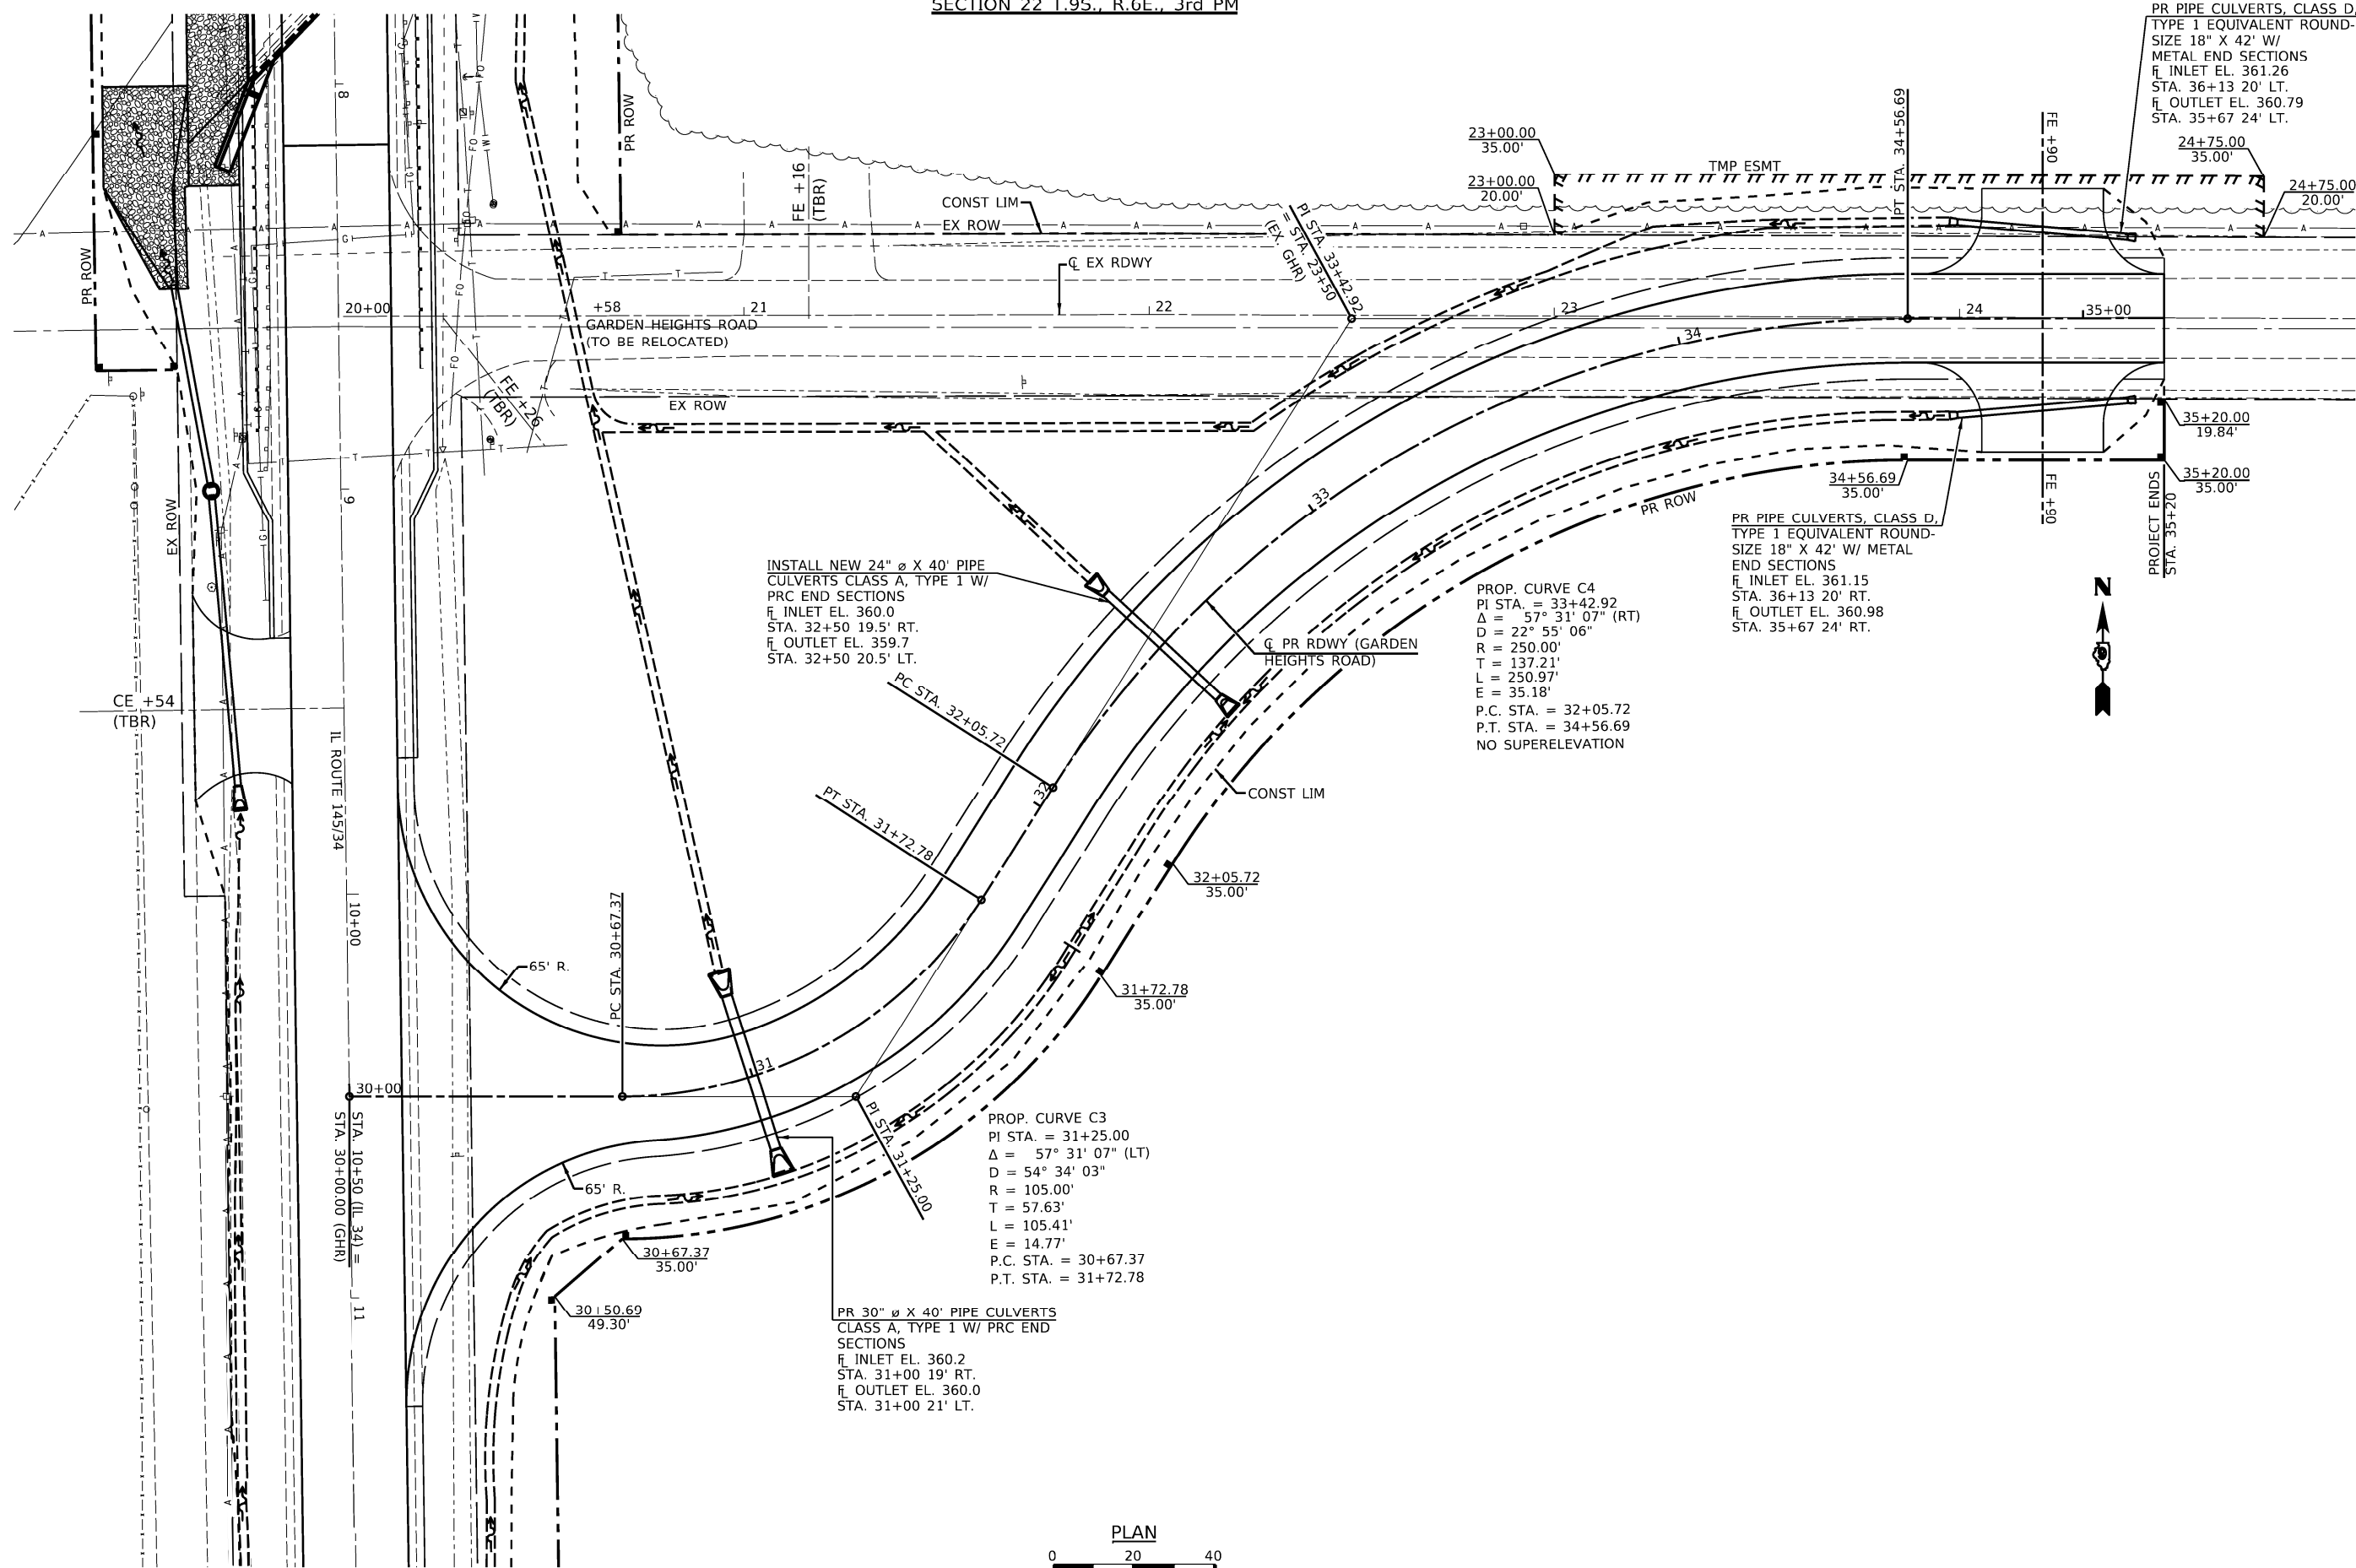 SECTION 22 T.9S., R.6E., 3rd PM
PR PIPE CULVERTS, CLASS D,
TYPE 1 EQUIVALENT ROUND-
SIZE 18" X 42' W/
METAL END SECTIONS
FL INLET EL. 361.26
STA. 36+13 20' LT.
FL OUTLET EL. 360.79
STA. 35+67 24' LT.
PR ROW
PR ROW
8
FE +16
(TBR)
CONST LIM
EX ROW
CL EX RDWY
23+00.00
35.00'
23+00.00
20.00'
TMP ESMT
PT STA. 34+56.69
FE +90
24+75.00
35.00'
24+75.00
20.00'
PI STA. 33+42.92
= STA. 23+50
(EX. GHR)
20+00
+58
21
22
23
24
35+00
34
GARDEN HEIGHTS ROAD
(TO BE RELOCATED)
FE +26
(TBR)
EX ROW
EX ROW
9
33
35+20.00
19.84'
34+56.69
35.00'
35+20.00
35.00'
PROJECT ENDS
STA. 35+20
FE +90
PR ROW
PR PIPE CULVERTS, CLASS D,
TYPE 1 EQUIVALENT ROUND-
SIZE 18" X 42' W/ METAL
END SECTIONS
FL INLET EL. 361.15
STA. 36+13 20' RT.
FL OUTLET EL. 360.98
STA. 35+67 24' RT.
N
INSTALL NEW 24" ø X 40' PIPE
CULVERTS CLASS A, TYPE 1 W/
PRC END SECTIONS
FL INLET EL. 360.0
STA. 32+50 19.5' RT.
FL OUTLET EL. 359.7
STA. 32+50 20.5' LT.
CL PR RDWY (GARDEN
HEIGHTS ROAD)
PROP. CURVE C4
PI STA. = 33+42.92
Δ = 57° 31' 07" (RT)
D = 22° 55' 06"
R = 250.00'
T = 137.21'
L = 250.97'
E = 35.18'
P.C. STA. = 32+05.72
P.T. STA. = 34+56.69
NO SUPERELEVATION
CE +54
(TBR)
IL ROUTE 145/34
PC STA. 32+05.72
32
CONST LIM
PT STA. 31+72.78
32+05.72
35.00'
10+00
PC STA. 30+67.37
65' R.
31+72.78
35.00'
31
30+00
STA. 10+50 (IL 34) =
STA. 30+00.00 (GHR)
PI STA. 31+25.00
65' R.
PROP. CURVE C3
PI STA. = 31+25.00
Δ = 57° 31' 07" (LT)
D = 54° 34' 03"
R = 105.00'
T = 57.63'
L = 105.41'
E = 14.77'
P.C. STA. = 30+67.37
P.T. STA. = 31+72.78
30+67.37
35.00'
30+50.69
49.30'
11
PR 30" ø X 40' PIPE CULVERTS
CLASS A, TYPE 1 W/ PRC END
SECTIONS
FL INLET EL. 360.2
STA. 31+00 19' RT.
FL OUTLET EL. 360.0
STA. 31+00 21' LT.
PLAN
0 20 40